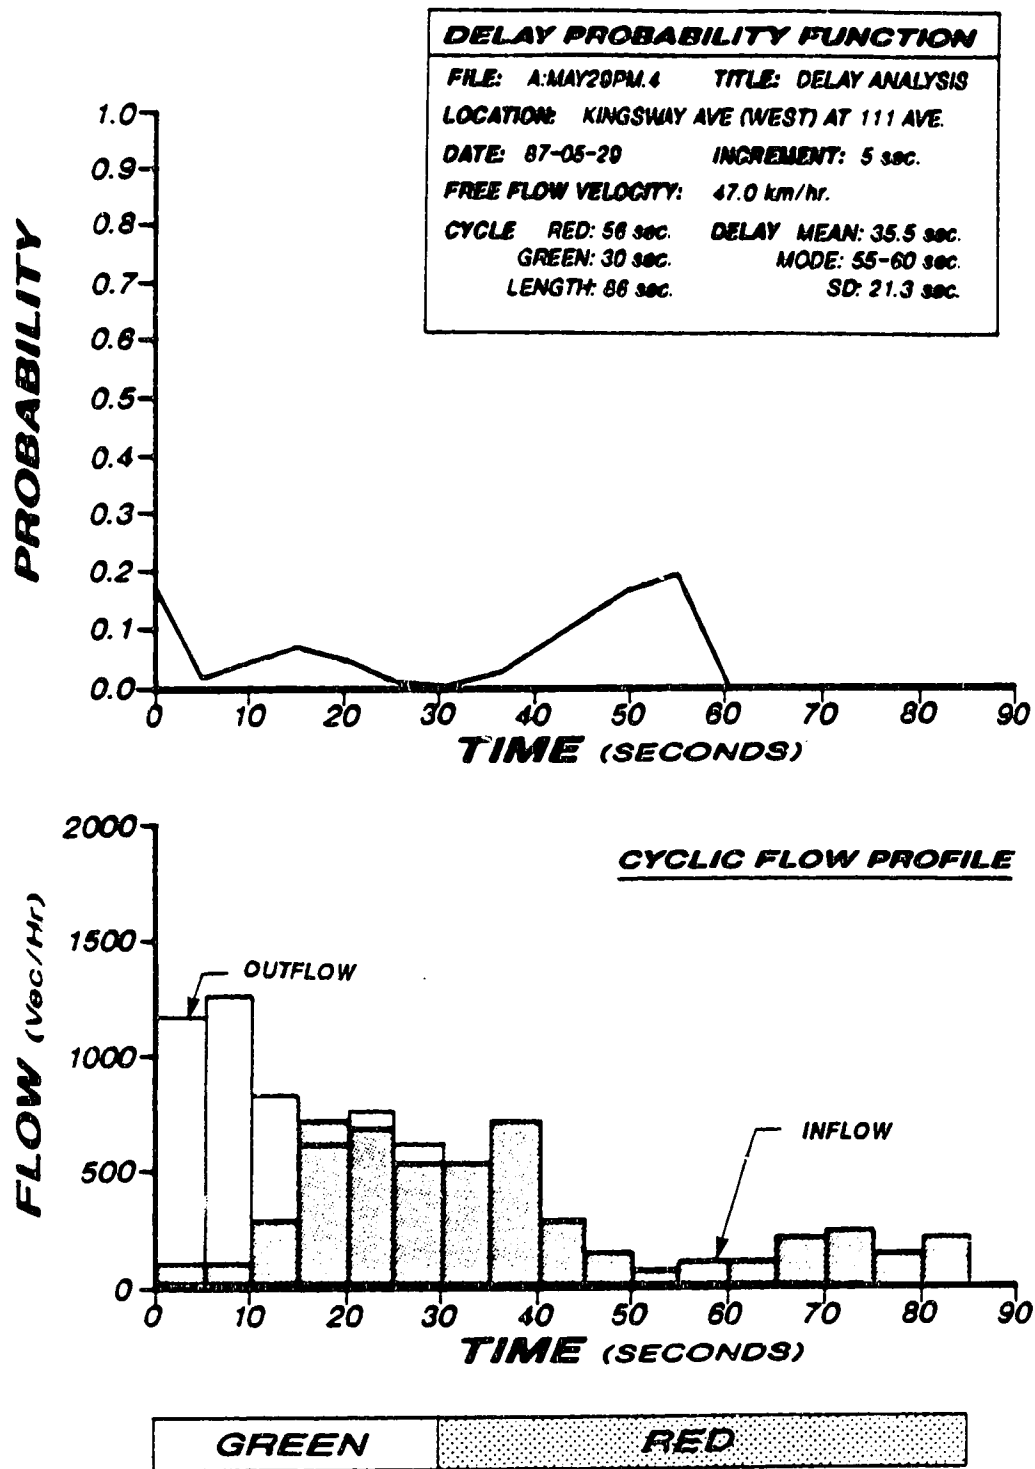 DELAY PROBABILITY FUNCTION
FILE: A:MAY29PM.4 TITLE: DELAY ANALYSIS
LOCATION: KINGSWAY AVE (WEST) AT 111 AVE.
DATE: 87-05-29 INCREMENT: 5 sec.
FREE FLOW VELOCITY: 47.0 km/hr.
CYCLE RED: 56 sec. DELAY MEAN: 35.5 sec.
GREEN: 30 sec. MODE: 55-60 sec.
LENGTH: 86 sec. SD: 21.3 sec.
PROBABILITY
1.0
0.9
0.8
0.7
0.6
0.5
0.4
0.3
0.2
0.1
0.0
0 10 20 30 40 50 60 70 80 90
TIME (SECONDS)
CYCLIC FLOW PROFILE
FLOW (Vec/Hr)
2000
1500
1000
500
0
OUTFLOW
INFLOW
0 10 20 30 40 50 60 70 80 90
TIME (SECONDS)
GREEN RED